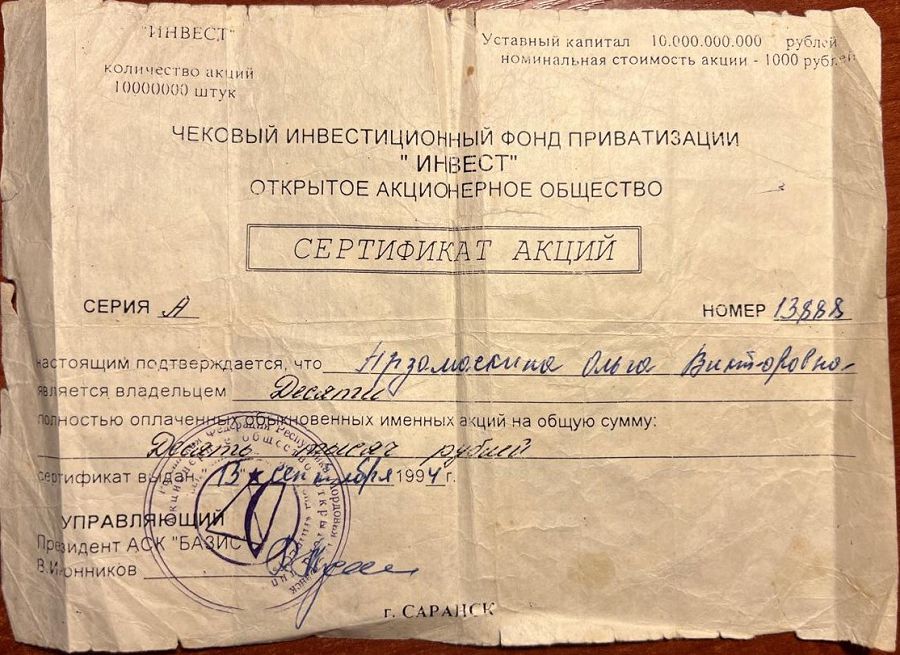 "ИНВЕСТ"
количество акций
10000000 штук
Уставный капитал 10.000.000.000 рублей
номинальная стоимость акции - 1000 рублей
ЧЕКОВЫЙ ИНВЕСТИЦИОННЫЙ ФОНД ПРИВАТИЗАЦИИ
" ИНВЕСТ"
ОТКРЫТОЕ АКЦИОНЕРНОЕ ОБЩЕСТВО
СЕРТИФИКАТ АКЦИЙ
СЕРИЯ А
НОМЕР 13888
настоящим подтверждается, что Арзамаскина Ольга Викторовна
является владельцем Десяти
полностью оплаченных обыкновенных именных акций на общую сумму:
Десять тысяч рублей
сертификат выдан "15" сентября 1994 г.
УПРАВЛЯЮЩИЙ
Президент АСК "БАЗИС"
г. САРАНСК